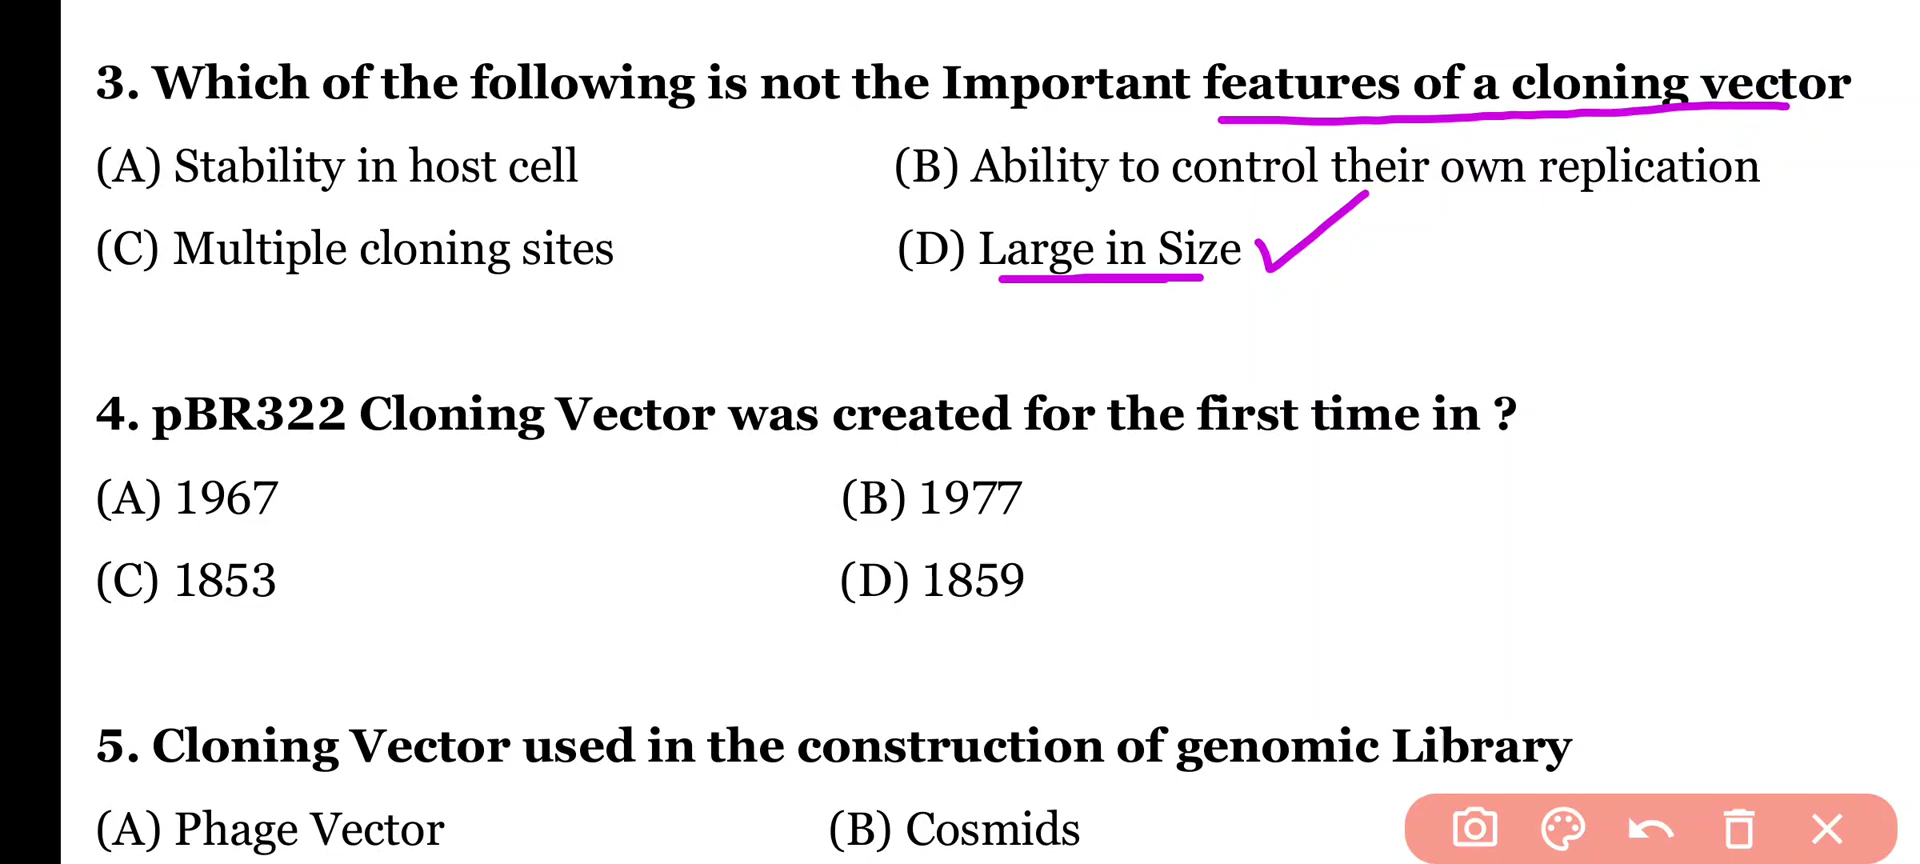 3. Which of the following is not the Important features of a cloning vector
(A) Stability in host cell (B) Ability to control their own replication
(C) Multiple cloning sites (D) Large in Size
4. pBR322 Cloning Vector was created for the first time in ?
(A) 1967 (B) 1977
(C) 1853 (D) 1859
5. Cloning Vector used in the construction of genomic Library
(A) Phage Vector (B) Cosmids